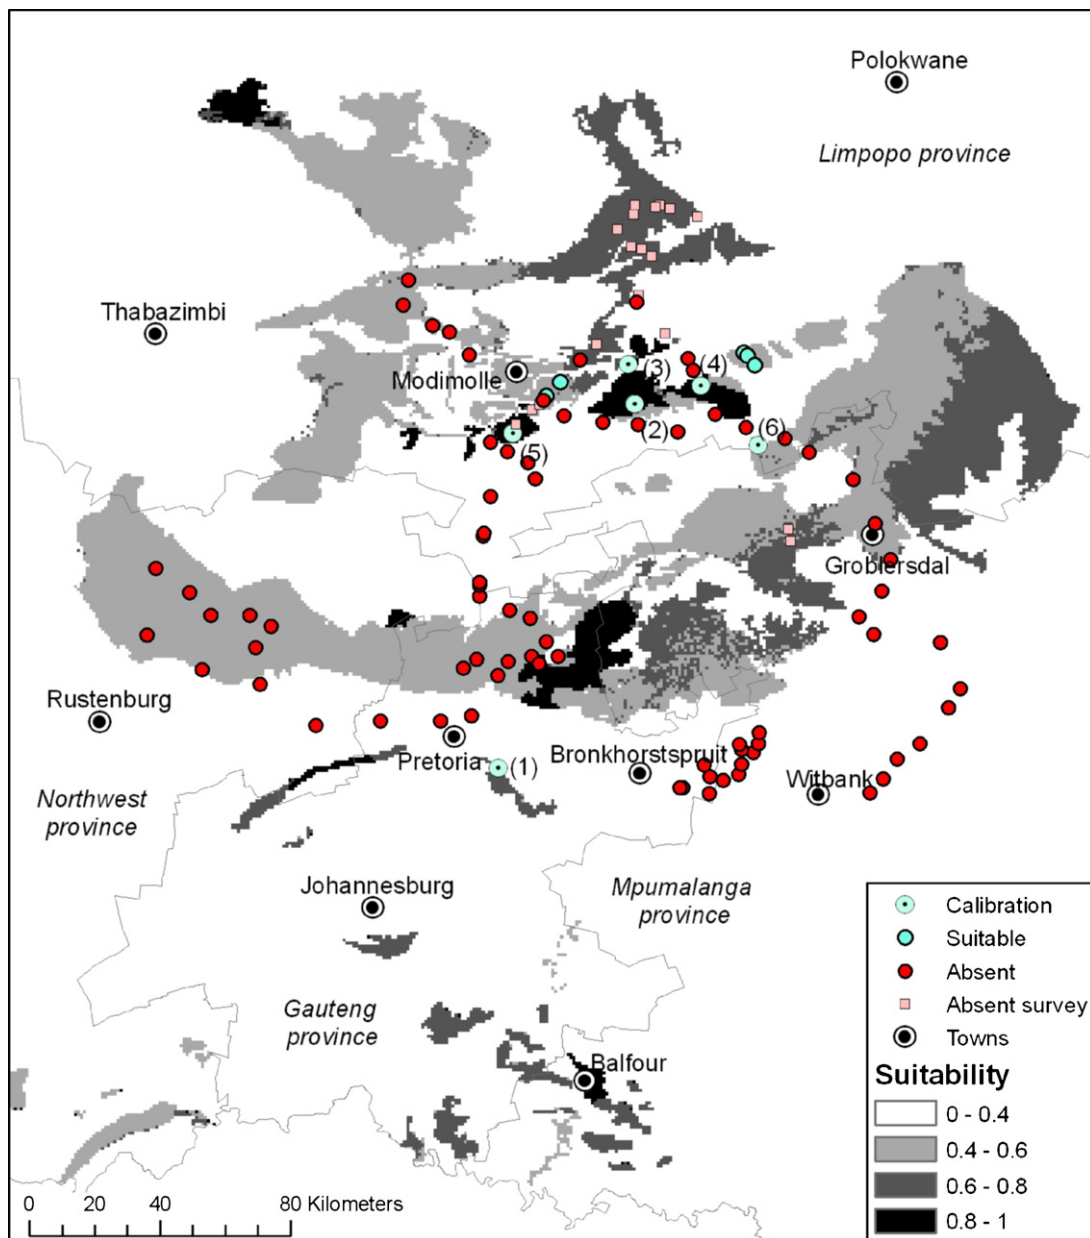 Polokwane
Limpopo province
Thabazimbi
Modimolle
(3)
(4)
(2)
(6)
(5)
Groblersdal
Rustenburg
Pretoria
(1)
Bronkhorstspruit
Witbank
Northwest
province
Johannesburg
Mpumalanga
province
Gauteng
province
Balfour
Calibration
Suitable
Absent
Absent survey
Towns
Suitability
0 - 0.4
0.4 - 0.6
0.6 - 0.8
0.8 - 1
0 20 40 80 Kilometers